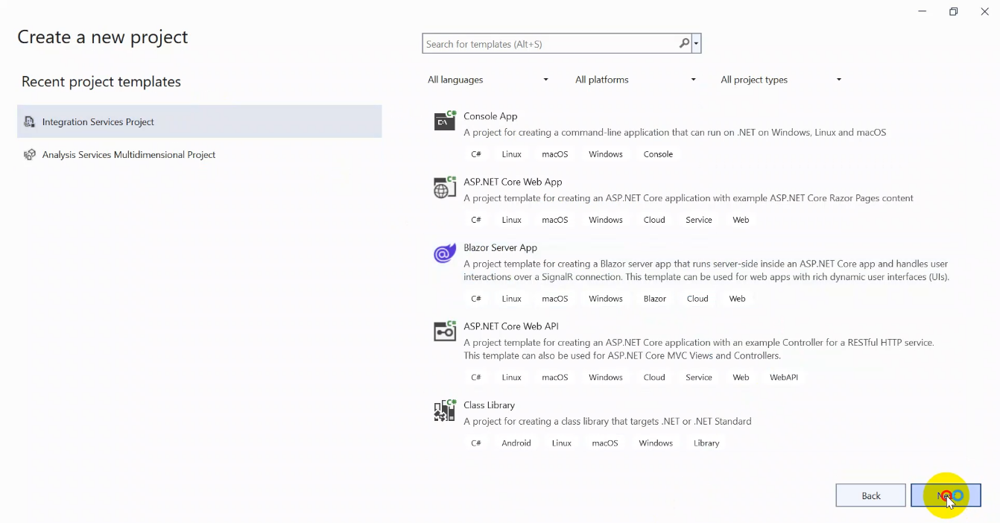 Create a new project
Search for templates (Alt+S)
Recent project templates
All languages
All platforms
All project types
Integration Services Project
Analysis Services Multidimensional Project
C#
Console App
A project for creating a command-line application that can run on .NET on Windows, Linux and macOS
C# Linux macOS Windows Console
C#
ASP.NET Core Web App
A project template for creating an ASP.NET Core application with example ASP.NET Core Razor Pages content
C# Linux macOS Windows Cloud Service Web
Blazor Server App
A project template for creating a Blazor server app that runs server-side inside an ASP.NET Core app and handles user
interactions over a SignalR connection. This template can be used for web apps with rich dynamic user interfaces (UIs).
C# Linux macOS Windows Blazor Cloud Web
C#
ASP.NET Core Web API
A project template for creating an ASP.NET Core application with an example Controller for a RESTful HTTP service.
This template can also be used for ASP.NET Core MVC Views and Controllers.
C# Linux macOS Windows Cloud Service Web WebAPI
C#
Class Library
A project for creating a class library that targets .NET or .NET Standard
C# Android Linux macOS Windows Library
Back